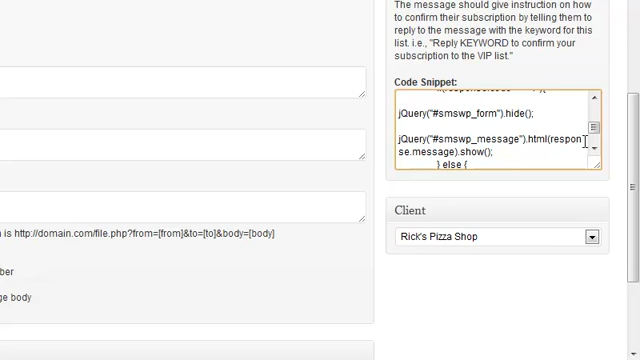 The message should give instruction on how
to confirm their subscription by telling them to
reply to the message with the keyword for this
list. i.e., "Reply KEYWORD to confirm your
subscription to the VIP list."
Code Snippet:
jQuery("#smswp_form").hide();
jQuery("#smswp_message").html(respon
se.message).show();
} else {
Client
Rick's Pizza Shop
n is http://domain.com/file.php?from=[from]&to=[to]&body=[body]
ber
ge body